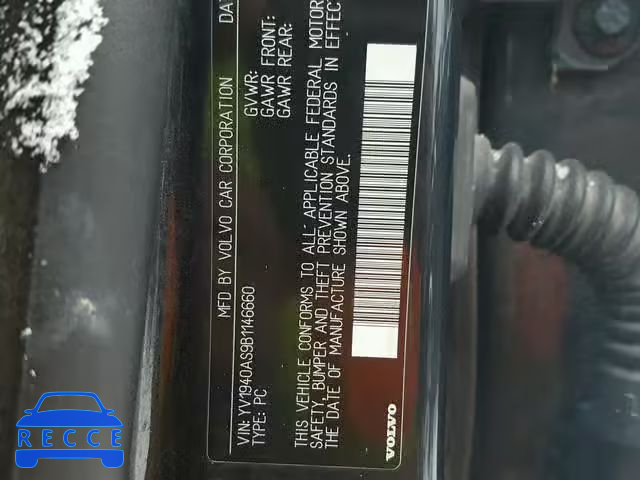 MFD BY VOLVO CAR CORPORATION DAT
GVWR:
GAWR FRONT:
GAWR REAR:
VIN: YV1940AS9B1146660
TYPE: PC
THIS VEHICLE CONFORMS TO ALL APPLICABLE FEDERAL MOTOR
SAFETY, BUMPER AND THEFT PREVENTION STANDARDS IN EFFECT
THE DATE OF MANUFACTURE SHOWN ABOVE.
VOLVO
RECCE